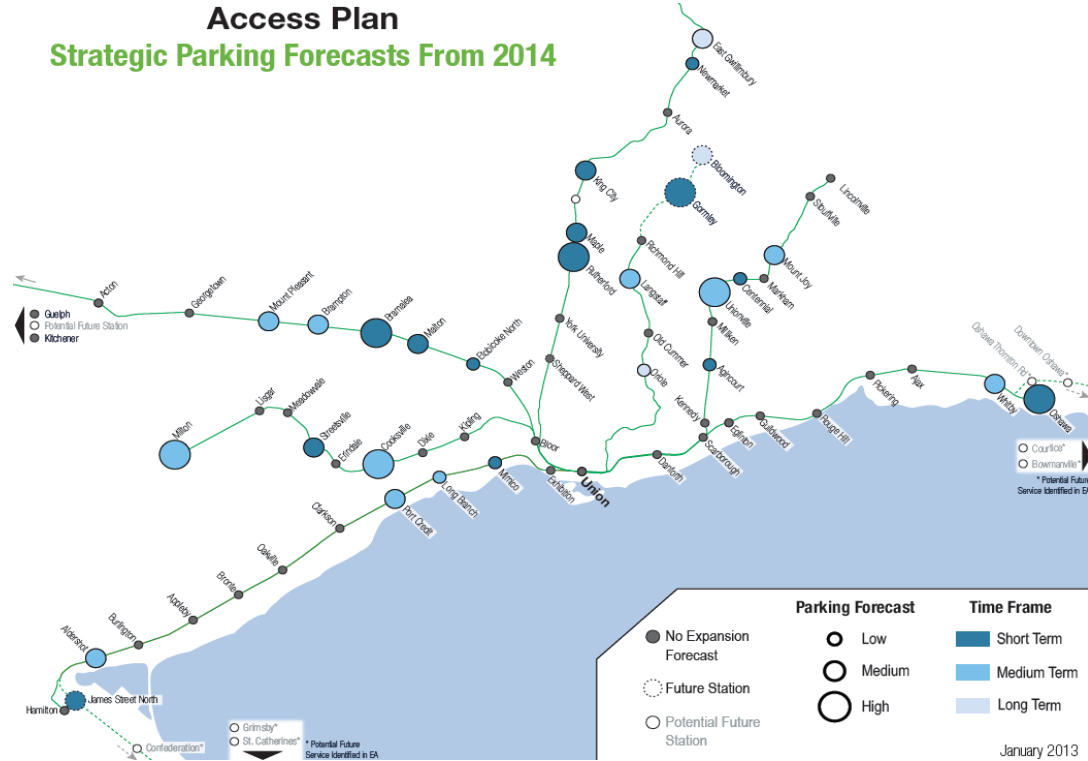 Access Plan
Strategic Parking Forecasts From 2014
East Gwillimbury
Newmarket
Aurora
King City
Maple
Rutherford
York University
Sheppard West
Bloomington
Gormley
Richmond Hill
Langstaff
Old Cummer
Oriole
Lincolnville
Stouffville
Mount Joy
Markham
Centennial
Unionville
Milliken
Agincourt
Kennedy
Acton
Georgetown
Mount Pleasant
Brampton
Bramalea
Malton
Etobicoke North
Weston
Bloor
Guelph
Potential Future Station
Kitchener
Milton
Lisgar
Meadowvale
Streetsville
Erindale
Cooksville
Dixie
Kipling
Hamilton
James Street North
Aldershot
Burlington
Appleby
Bronte
Oakville
Clarkson
Port Credit
Long Branch
Mimico
Exhibition
Union
Danforth
Scarborough
Eglinton
Guildwood
Rouge Hill
Pickering
Ajax
Whitby
Oshawa
Oshawa Thornton Rd*
Downtown Oshawa*
Courtice*
Bowmanville*
* Potential Future
Service Identified in EA
Confederation*
Grimsby*
St. Catherines*
* Potential Future
Service Identified in EA
No Expansion
Forecast
Future Station
Potential Future
Station
Parking Forecast
Low
Medium
High
Time Frame
Short Term
Medium Term
Long Term
January 2013